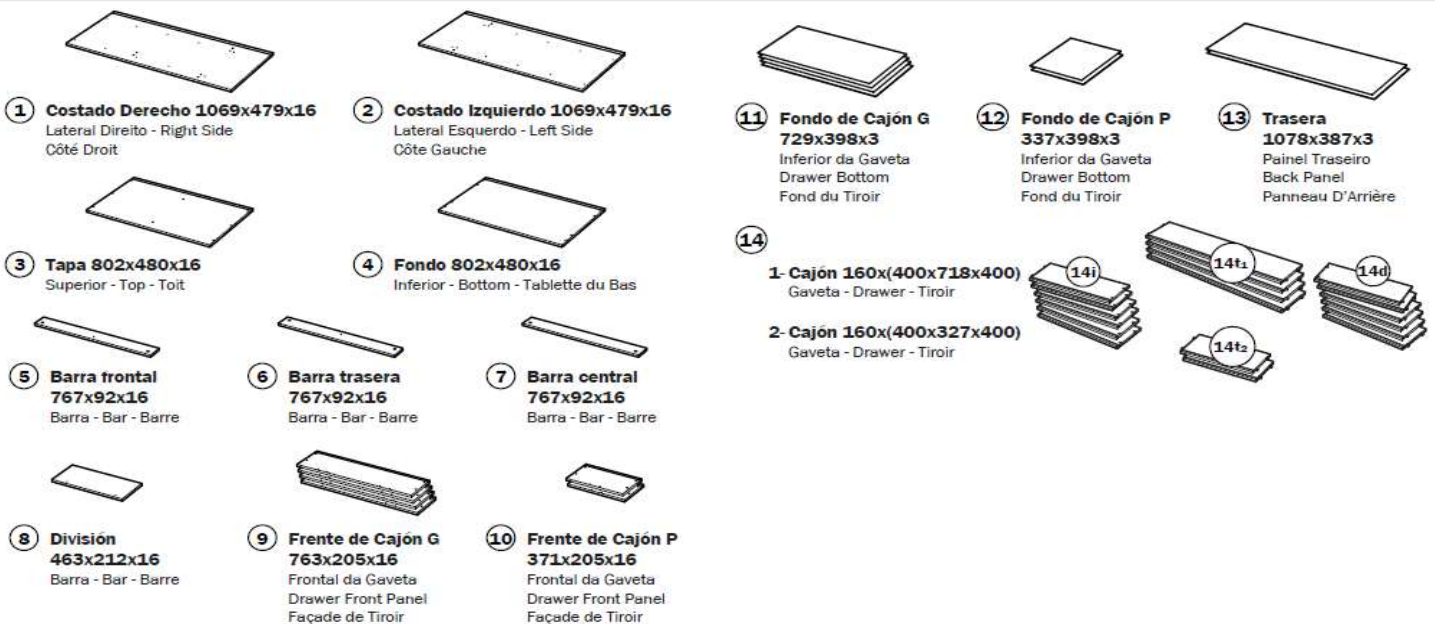 1 Costado Derecho 1069x479x16
Lateral Direito - Right Side
Côté Droit
2 Costado Izquierdo 1069x479x16
Lateral Esquerdo - Left Side
Côte Gauche
3 Tapa 802x480x16
Superior - Top - Toit
4 Fondo 802x480x16
Inferior - Bottom - Tablette du Bas
5 Barra frontal
767x92x16
Barra - Bar - Barre
6 Barra trasera
767x92x16
Barra - Bar - Barre
7 Barra central
767x92x16
Barra - Bar - Barre
8 División
463x212x16
Barra - Bar - Barre
9 Frente de Cajón G
763x205x16
Frontal da Gaveta
Drawer Front Panel
Façade de Tiroir
10 Frente de Cajón P
371x205x16
Frontal da Gaveta
Drawer Front Panel
Façade de Tiroir
11 Fondo de Cajón G
729x398x3
Inferior da Gaveta
Drawer Bottom
Fond du Tiroir
12 Fondo de Cajón P
337x398x3
Inferior da Gaveta
Drawer Bottom
Fond du Tiroir
13 Trasera
1078x387x3
Painel Traseiro
Back Panel
Panneau D'Arrière
14
1- Cajón 160x(400x718x400)
Gaveta - Drawer - Tiroir
2- Cajón 160x(400x327x400)
Gaveta - Drawer - Tiroir
14i
14t₁
14d
14t₂